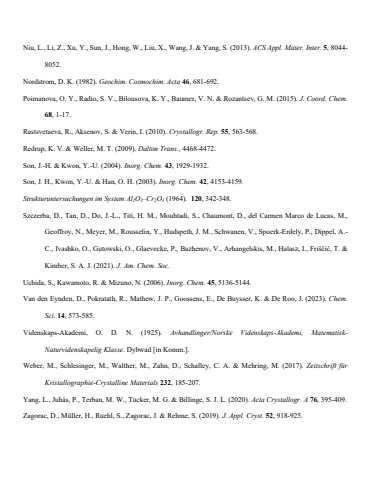 Niu, L., Li, Z., Xu, Y., Sun, J., Hong, W., Liu, X., Wang, J. & Yang, S. (2013). ACS Appl. Mater. Inter. 5, 8044-
8052.
Nordstrom, D. K. (1982). Geochim. Cosmochim. Acta 46, 681-692.
Poimanova, O. Y., Radio, S. V., Bilousova, K. Y., Baumer, V. N. & Rozantsev, G. M. (2015). J. Coord. Chem.
68, 1-17.
Rastsvetaeva, R., Aksenov, S. & Verin, I. (2010). Crystallogr. Rep. 55, 563-568.
Redrup, K. V. & Weller, M. T. (2009). Dalton Trans., 4468-4472.
Son, J.-H. & Kwon, Y.-U. (2004). Inorg. Chem. 43, 1929-1932.
Son, J. H., Kwon, Y.-U. & Han, O. H. (2003). Inorg. Chem. 42, 4153-4159.
Strukturuntersuchungen im System Al₂O₃–Cr₂O₃ (1964). 120, 342-348.
Szczerba, D., Tan, D., Do, J.-L., Titi, H. M., Mouhtadi, S., Chaumont, D., del Carmen Marco de Lucas, M.,
Geoffroy, N., Meyer, M., Rousselin, Y., Hudspeth, J. M., Schwanen, V., Spoerk-Erdely, P., Dippel, A.-
C., Ivashko, O., Gutowski, O., Glaevecke, P., Bazhenov, V., Arhangelskis, M., Halasz, I., Friščić, T. &
Kimber, S. A. J. (2021). J. Am. Chem. Soc.
Uchida, S., Kawamoto, R. & Mizuno, N. (2006). Inorg. Chem. 45, 5136-5144.
Van den Eynden, D., Pokratath, R., Mathew, J. P., Goossens, E., De Buysser, K. & De Roo, J. (2023). Chem.
Sci. 14, 573-585.
Videnskaps-Akademi, O. D. N. (1925). Avhandlinger/Norske Videnskaps-Akademi, Matematisk-
Naturvidenskapelig Klasse. Dybwad [in Komm.].
Weber, M., Schlesinger, M., Walther, M., Zahn, D., Schalley, C. A. & Mehring, M. (2017). Zeitschrift für
Kristallographie-Crystalline Materials 232, 185-207.
Yang, L., Juhás, P., Terban, M. W., Tucker, M. G. & Billinge, S. J. L. (2020). Acta Crystallogr. A 76, 395-409.
Zagorac, D., Müller, H., Ruehl, S., Zagorac, J. & Rehme, S. (2019). J. Appl. Cryst. 52, 918-925.